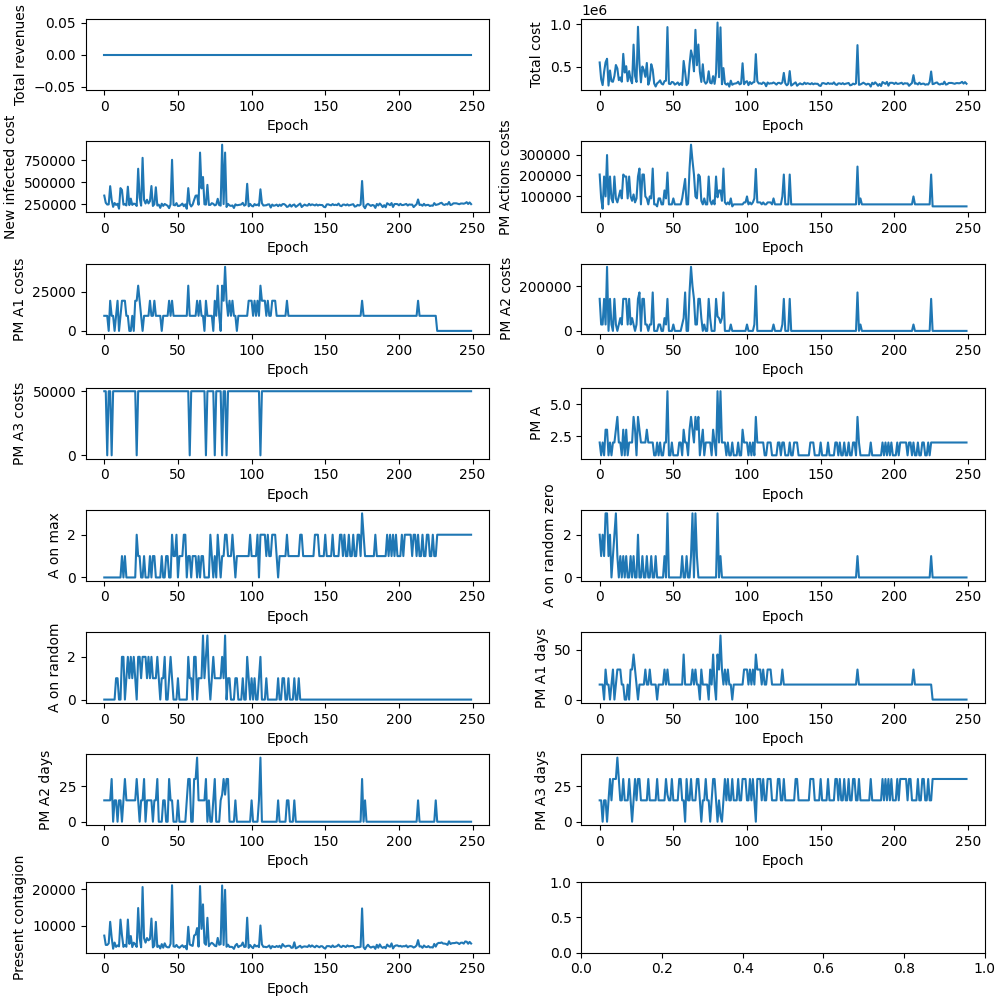 Total revenues
0.05
0.00
−0.05
0 50 100 150 200 250
Epoch
1e6
Total cost
1.0
0.5
0 50 100 150 200 250
Epoch
New infected cost
750000
500000
250000
0 50 100 150 200 250
Epoch
PM Actions costs
300000
200000
100000
0 50 100 150 200 250
Epoch
PM A1 costs
25000
0
0 50 100 150 200 250
Epoch
PM A2 costs
200000
0
0 50 100 150 200 250
Epoch
PM A3 costs
50000
0
0 50 100 150 200 250
Epoch
PM A
5.0
2.5
0 50 100 150 200 250
Epoch
A on max
2
0
0 50 100 150 200 250
Epoch
A on random zero
2
0
0 50 100 150 200 250
Epoch
A on random
2
0
0 50 100 150 200 250
Epoch
PM A1 days
50
0
0 50 100 150 200 250
Epoch
PM A2 days
25
0
0 50 100 150 200 250
Epoch
PM A3 days
25
0
0 50 100 150 200 250
Epoch
Present contagion
20000
10000
0 50 100 150 200 250
Epoch
1.0
0.5
0.0
0.0 0.2 0.4 0.6 0.8 1.0